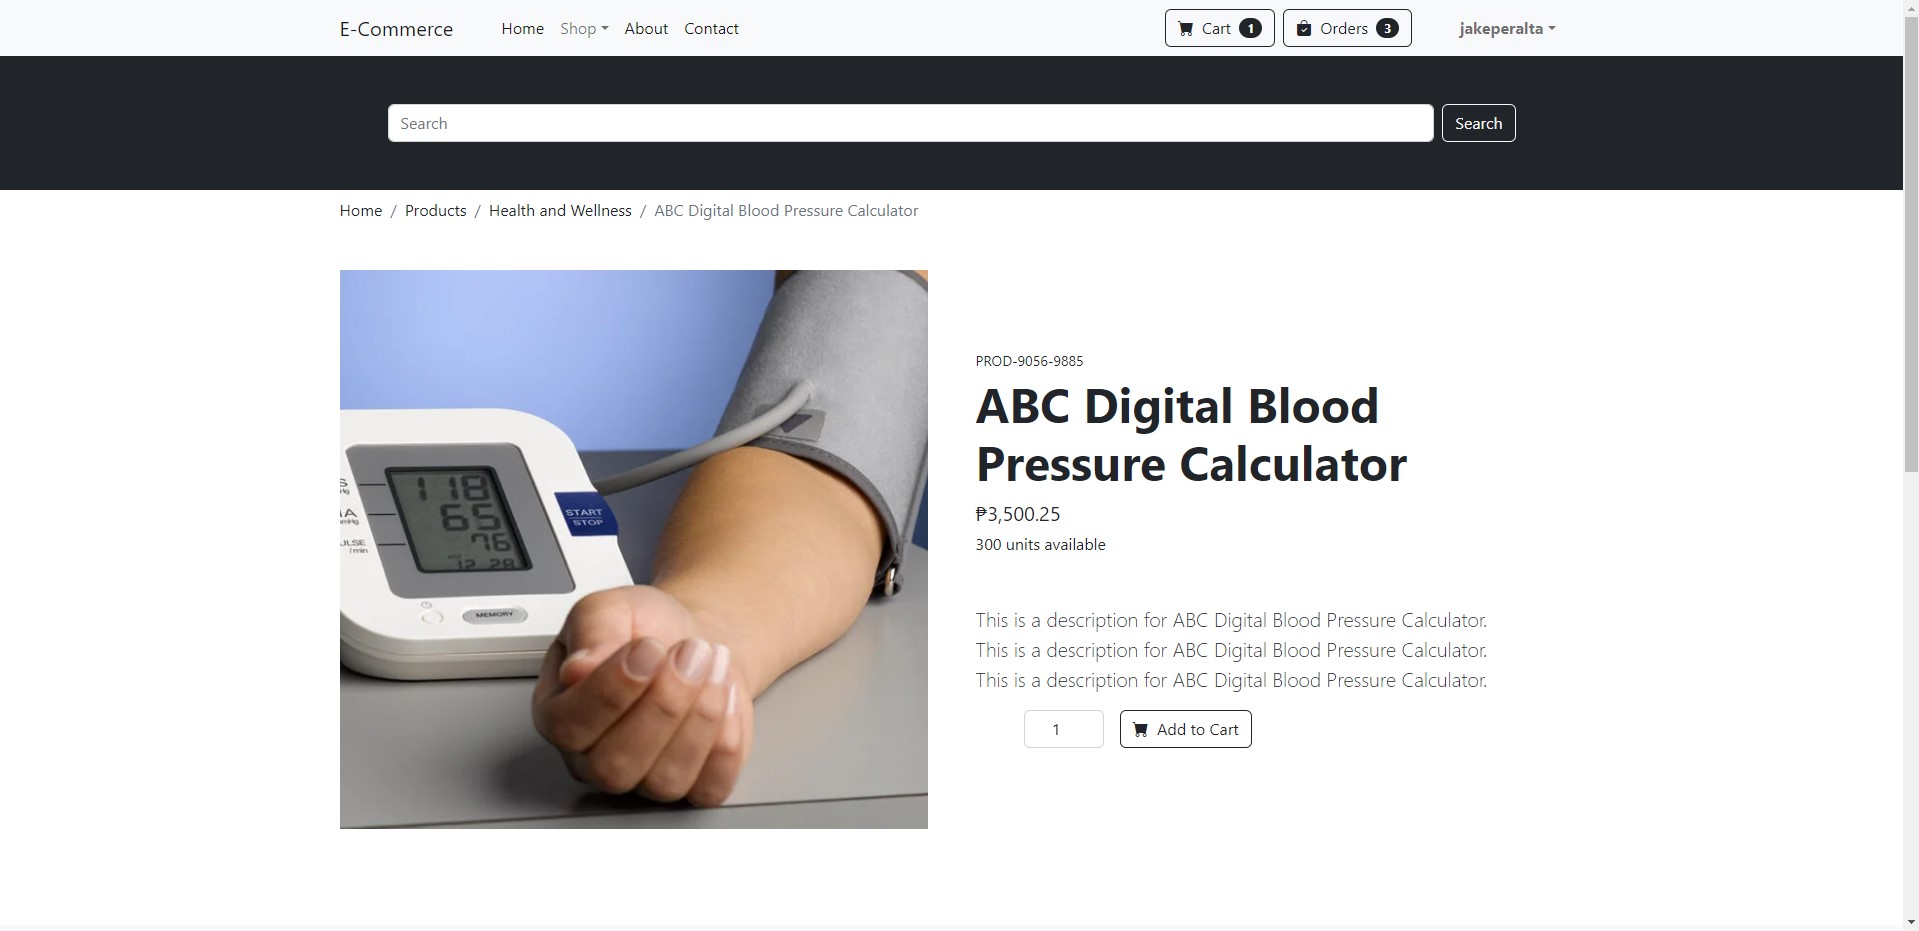 E-Commerce Home Shop About Contact Cart 1 Orders 3 jakeperalta
Search Search
Home / Products / Health and Wellness / ABC Digital Blood Pressure Calculator
PROD-9056-9885
ABC Digital Blood
Pressure Calculator
₱3,500.25
300 units available
This is a description for ABC Digital Blood Pressure Calculator.
This is a description for ABC Digital Blood Pressure Calculator.
This is a description for ABC Digital Blood Pressure Calculator.
1 Add to Cart
118
65
76
12 28
START
STOP
MEMORY
/min